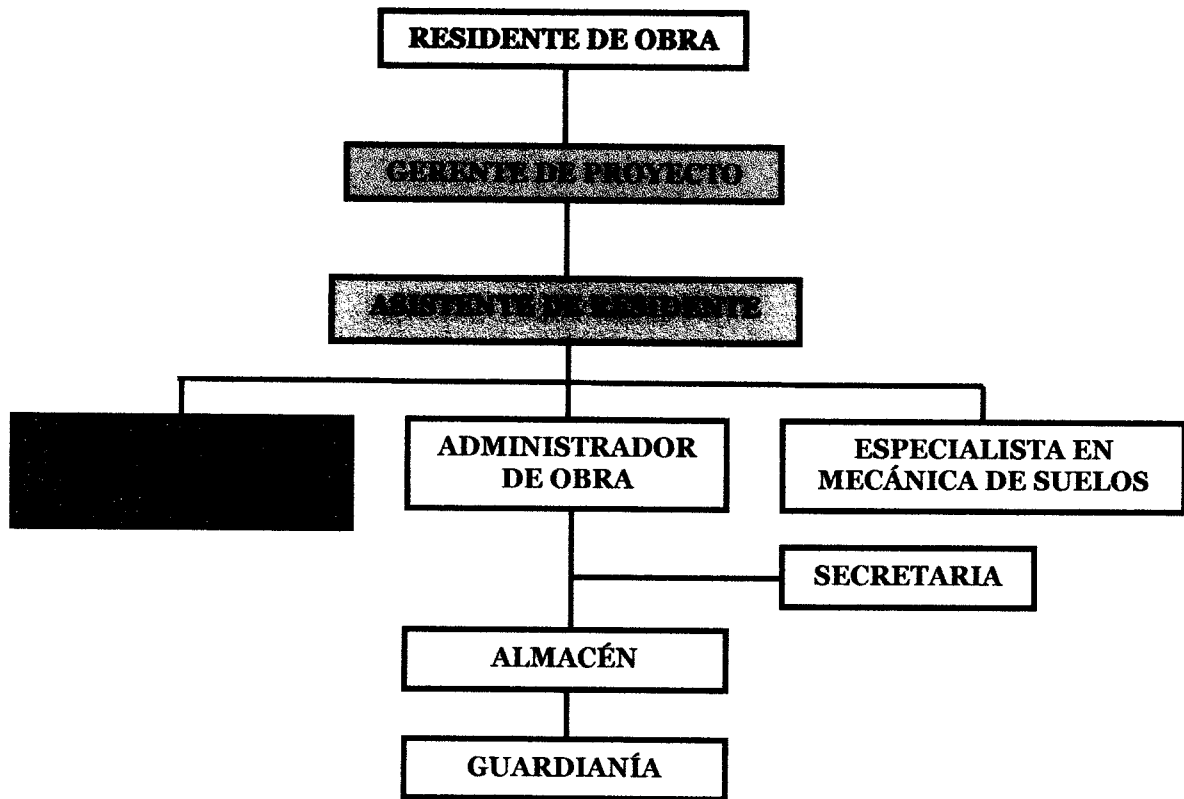 RESIDENTE DE OBRA
GERENTE DE PROYECTO
ASISTENTE DE RESIDENTE
ADMINISTRADOR
DE OBRA
ESPECIALISTA EN
MECÁNICA DE SUELOS
SECRETARIA
ALMACÉN
GUARDIANÍA